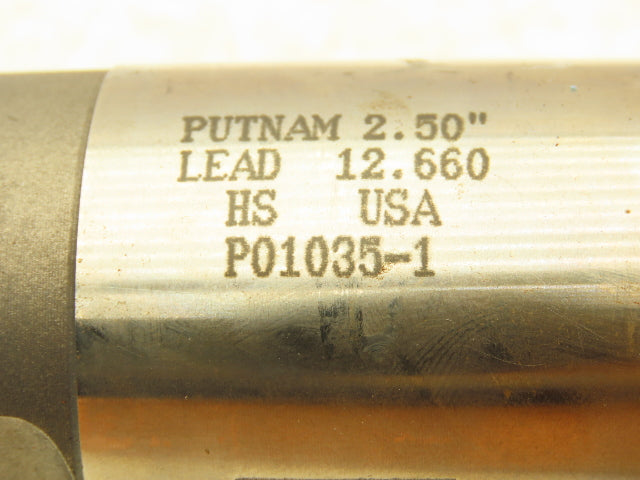 PUTNAM 2.50"
LEAD 12.660
HS USA
P01035-1